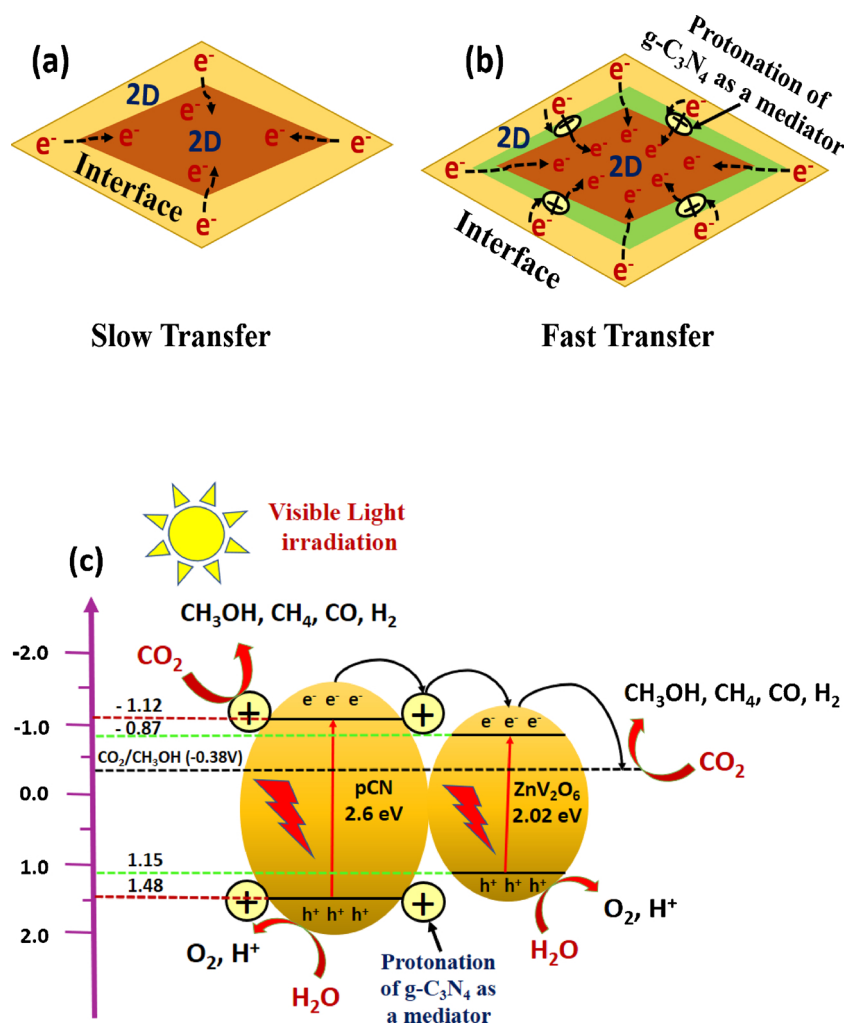 (a)
e⁻
2D
e⁻ e⁻ e⁻ e⁻
2D
e⁻
Interface
e⁻
Slow Transfer
(b)
Protonation of
g-C₃N₄ as a
mediator
e⁻
e⁻ + e⁻ +
2D
e⁻ e⁻ e⁻
e⁻ e⁻ 2D e⁻ e⁻
e⁻ e⁻ e⁻
+ +
e⁻ e⁻
Interface
e⁻
Fast Transfer
(c)
Visible Light
irradiation
CH₃OH, CH₄, CO, H₂
CO₂
+ +
e⁻ e⁻ e⁻
e⁻ e⁻ e⁻
CH₃OH, CH₄, CO, H₂
CO₂
-2.0
- 1.12
-1.0
- 0.87
CO₂/CH₃OH (-0.38V)
0.0
pCN
2.6 eV
ZnV₂O₆
2.02 eV
1.15
1.0
1.48
2.0
+ +
h⁺ h⁺ h⁺
h⁺ h⁺ h⁺
O₂, H⁺
H₂O
O₂, H⁺
H₂O
Protonation
of g-C₃N₄ as
a mediator